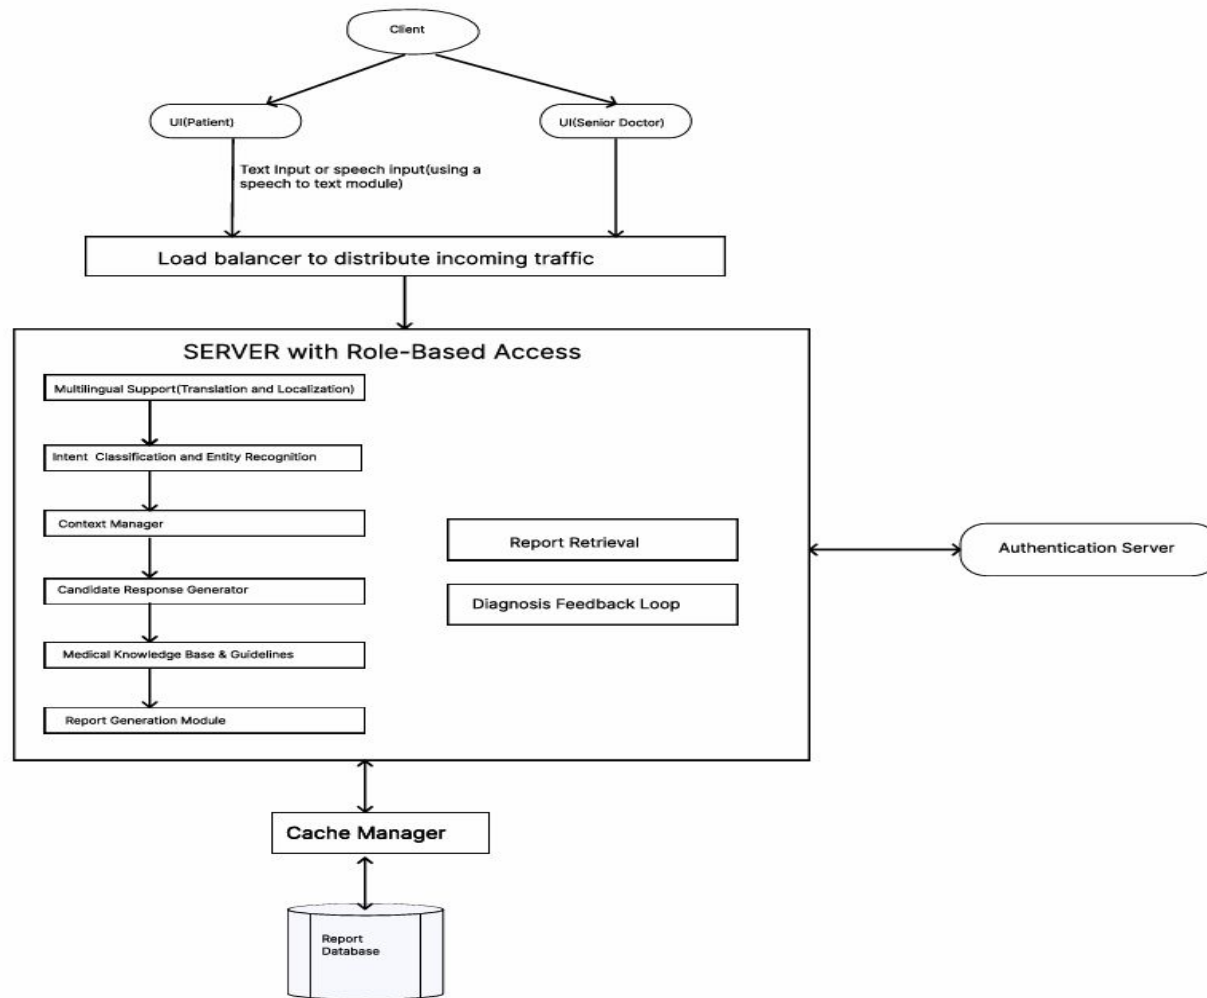 Client
UI(Patient)
UI(Senior Doctor)
Text Input or speech input(using a
speech to text module)
Load balancer to distribute incoming traffic
SERVER with Role-Based Access
Multilingual Support(Translation and Localization)
Intent Classification and Entity Recognition
Context Manager
Candidate Response Generator
Medical Knowledge Base & Guidelines
Report Generation Module
Report Retrieval
Diagnosis Feedback Loop
Authentication Server
Cache Manager
Report
Database